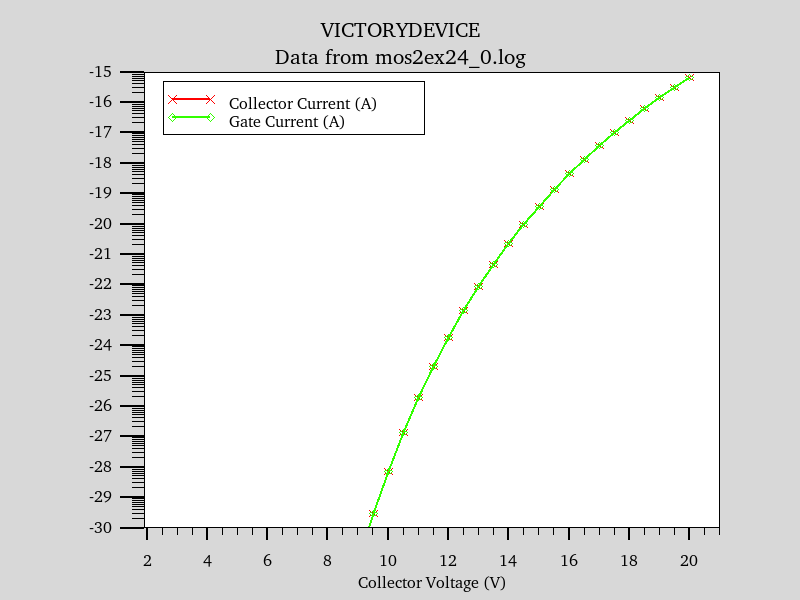 VICTORYDEVICE
Data from mos2ex24_0.log
Collector Current (A)
Gate Current (A)
-15
-16
-17
-18
-19
-20
-21
-22
-23
-24
-25
-26
-27
-28
-29
-30
2 4 6 8 10 12 14 16 18 20
Collector Voltage (V)